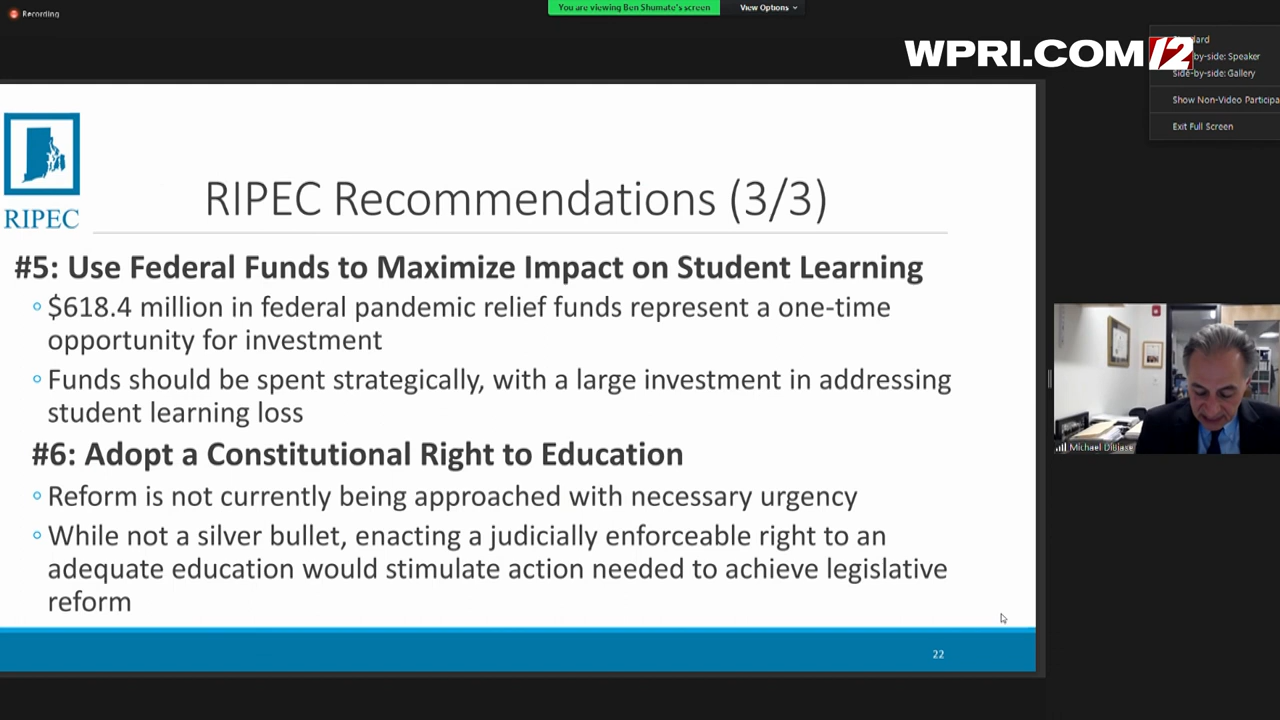 Recording
You are viewing Ben Shumate's screen
View Options
WPRI.COM 12
Side-by-side: Speaker
Side-by-side: Gallery
Show Non-Video Participa
Exit Full Screen
RIPEC
RIPEC Recommendations (3/3)
#5: Use Federal Funds to Maximize Impact on Student Learning
$618.4 million in federal pandemic relief funds represent a one-time
opportunity for investment
Funds should be spent strategically, with a large investment in addressing
student learning loss
#6: Adopt a Constitutional Right to Education
Reform is not currently being approached with necessary urgency
While not a silver bullet, enacting a judicially enforceable right to an
adequate education would stimulate action needed to achieve legislative
reform
Michael DiBiase
22